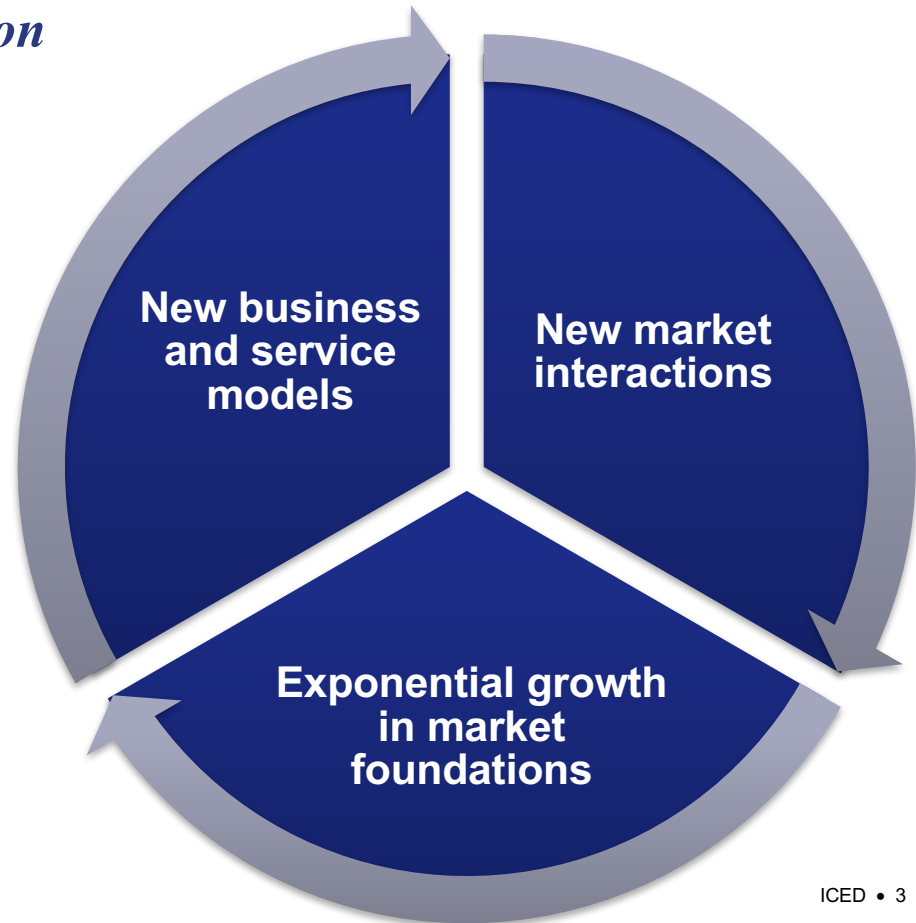 on
New business
and service
models
New market
interactions
Exponential growth
in market
foundations
ICED • 3